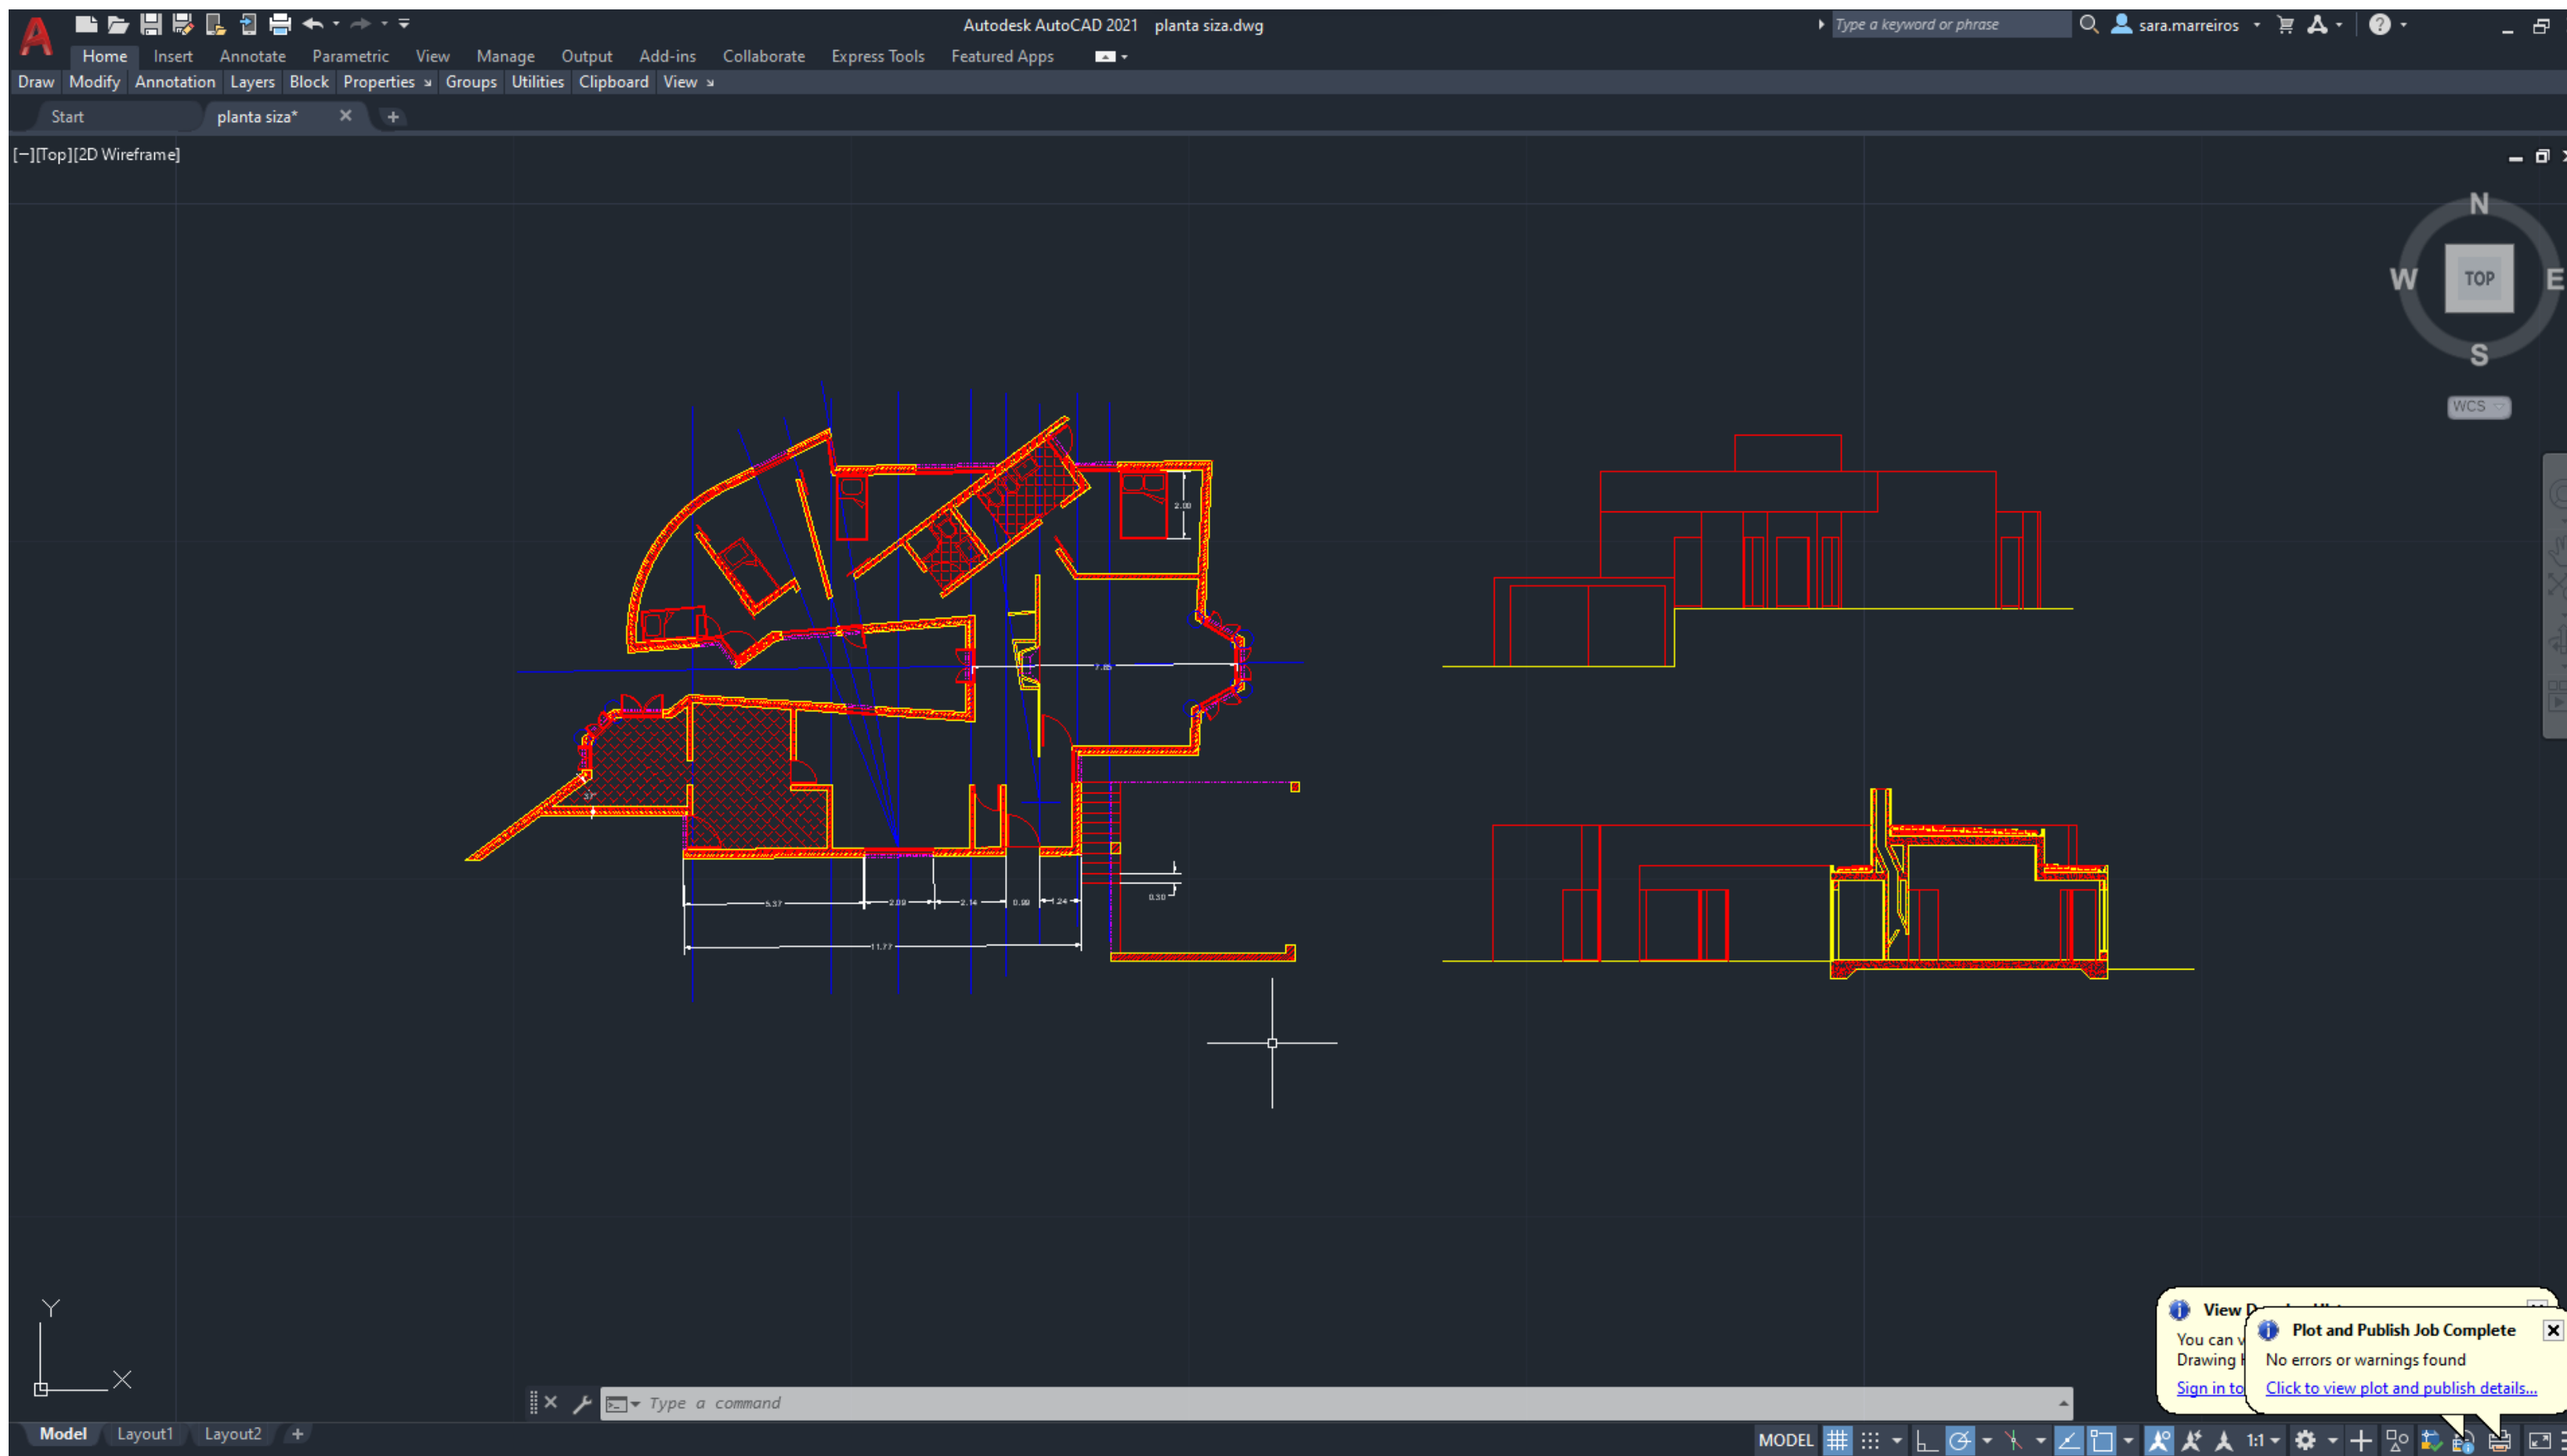 Autodesk AutoCAD 2021 planta siza.dwg
Type a keyword or phrase
sara.marreiros
Home Insert Annotate Parametric View Manage Output Add-ins Collaborate Express Tools Featured Apps
Draw Modify Annotation Layers Block Properties Groups Utilities Clipboard View
Start planta siza*
[−][Top][2D Wireframe]
N
W TOP E
S
WCS
2.00
7.85
37°
5.37 2.09 2.14 0.99 1.24
0.30
11.77
Y
X
Type a command
View D
You can v
Drawing H
Sign in to
Plot and Publish Job Complete
No errors or warnings found
Click to view plot and publish details...
Model Layout1 Layout2
MODEL 1:1